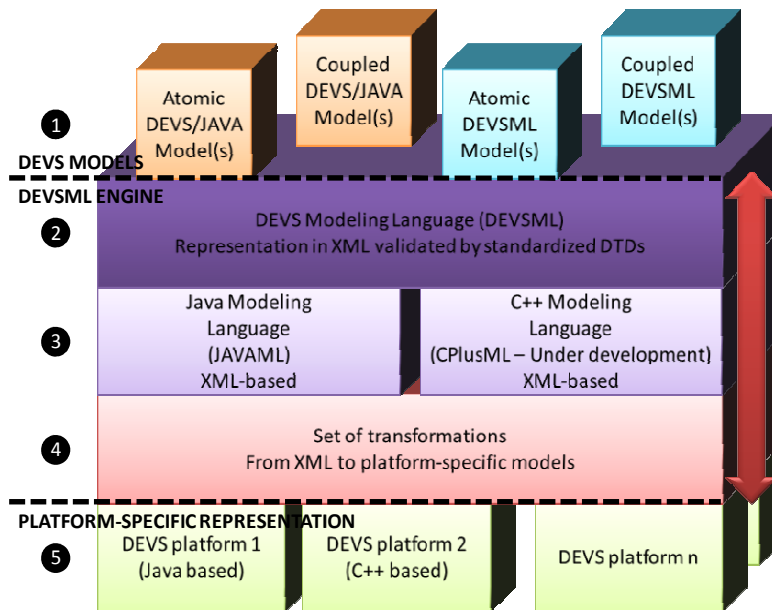 1
Atomic
DEVS/JAVA
Model(s)
Coupled
DEVS/JAVA
Model(s)
Atomic
DEVSML
Model(s)
Coupled
DEVSML
Model(s)
DEVS MODELS
DEVSML ENGINE
2
DEVS Modeling Language (DEVSML)
Representation in XML validated by standardized DTDs
3
Java Modeling
Language
(JAVAML)
XML-based
C++ Modeling
Language
(CPlusML – Under development)
XML-based
4
Set of transformations
From XML to platform-specific models
PLATFORM-SPECIFIC REPRESENTATION
5
DEVS platform 1
(Java based)
DEVS platform 2
(C++ based)
DEVS platform n